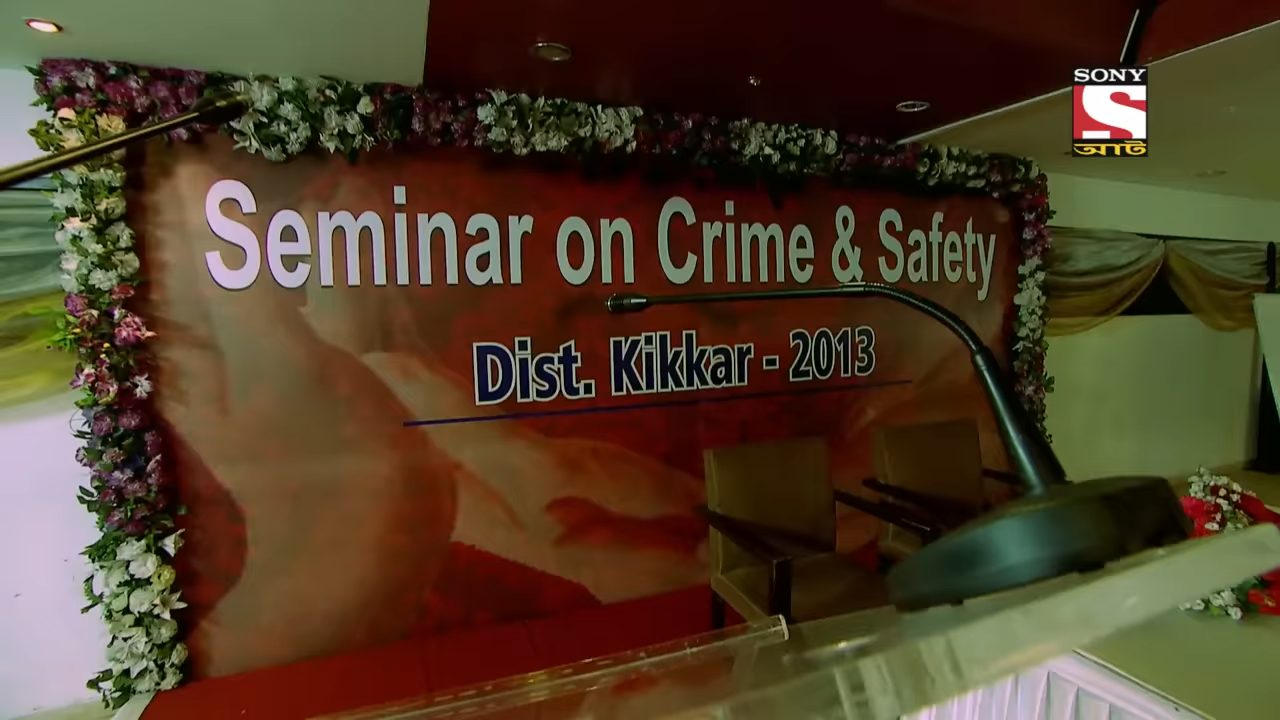 SONY
S
আট
Seminar on Crime & Safety
Dist. Kikkar - 2013